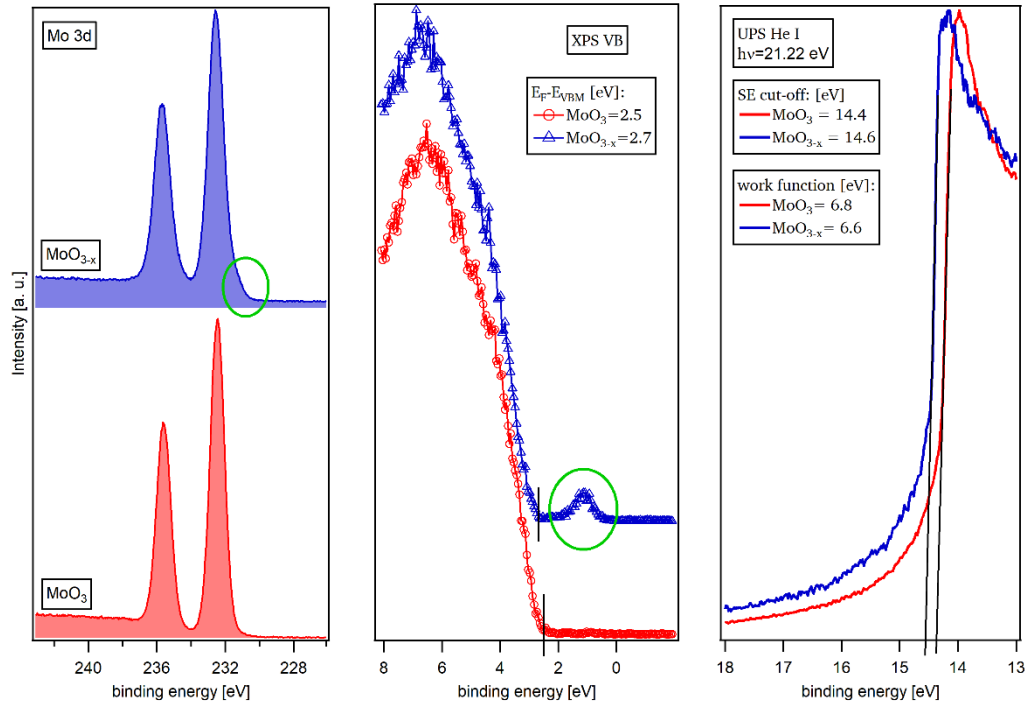 Mo 3d
MoO3-x
MoO3
Intensity [a. u.]
240 236 232 228
binding energy [eV]
XPS VB
EF-EVBM [eV]:
MoO3=2.5
MoO3-x=2.7
8 6 4 2 0
binding energy [eV]
UPS He I
hν=21.22 eV
SE cut-off: [eV]
MoO3 = 14.4
MoO3-x = 14.6
work function [eV]:
MoO3= 6.8
MoO3-x= 6.6
18 17 16 15 14 13
binding energy [eV]